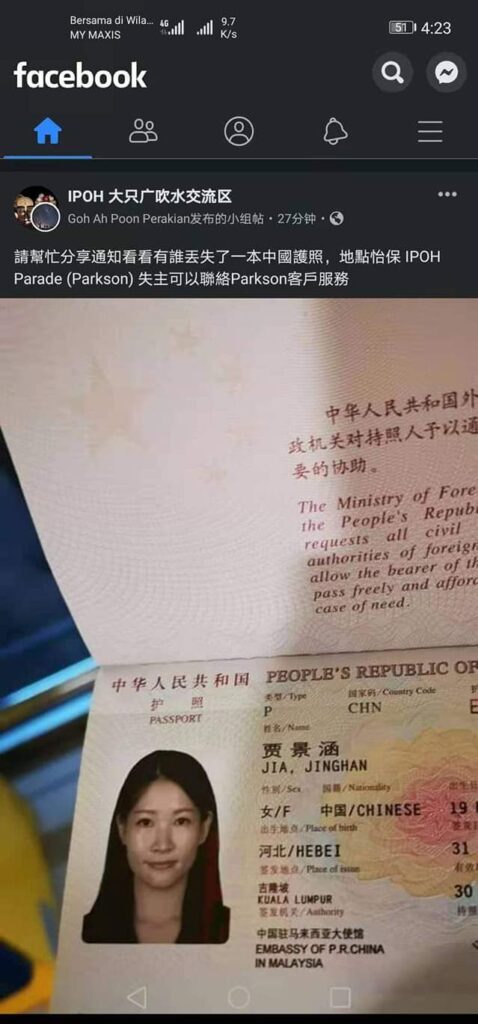 Bersama di Wila...
MY MAXIS
4G
9.7
K/s
51
4:23
facebook
IPOH 大只广吹水交流区
Goh Ah Poon Perakian发布的小组帖 · 27分钟 ·
請幫忙分享通知看看有誰丟失了一本中國護照，地點怡保 IPOH
Parade (Parkson) 失主可以聯絡Parkson客戶服務
中华人民共和国外
政机关对持照人予以通
要的协助。
The Ministry of Fore
the People's Republ
requests all civil
authorities of foreign
allow the bearer of th
pass freely and afford
case of need.
中华人民共和国
PEOPLE'S REPUBLIC OF
护 照
PASSPORT
类型/Type
国家码/Country Code
P
CHN
E
姓名/Name
贾景涵
JIA, JINGHAN
性别/Sex
国籍/Nationality
出生日
女/F
中国/CHINESE
19
出生地点/Place of birth
签发日
河北/HEBEI
31
签发地点/Place of issue
有效
吉隆坡
KUALA LUMPUR
30
签发机关/Authority
持照
中国驻马来西亚大使馆
EMBASSY OF P.R.CHINA
IN MALAYSIA